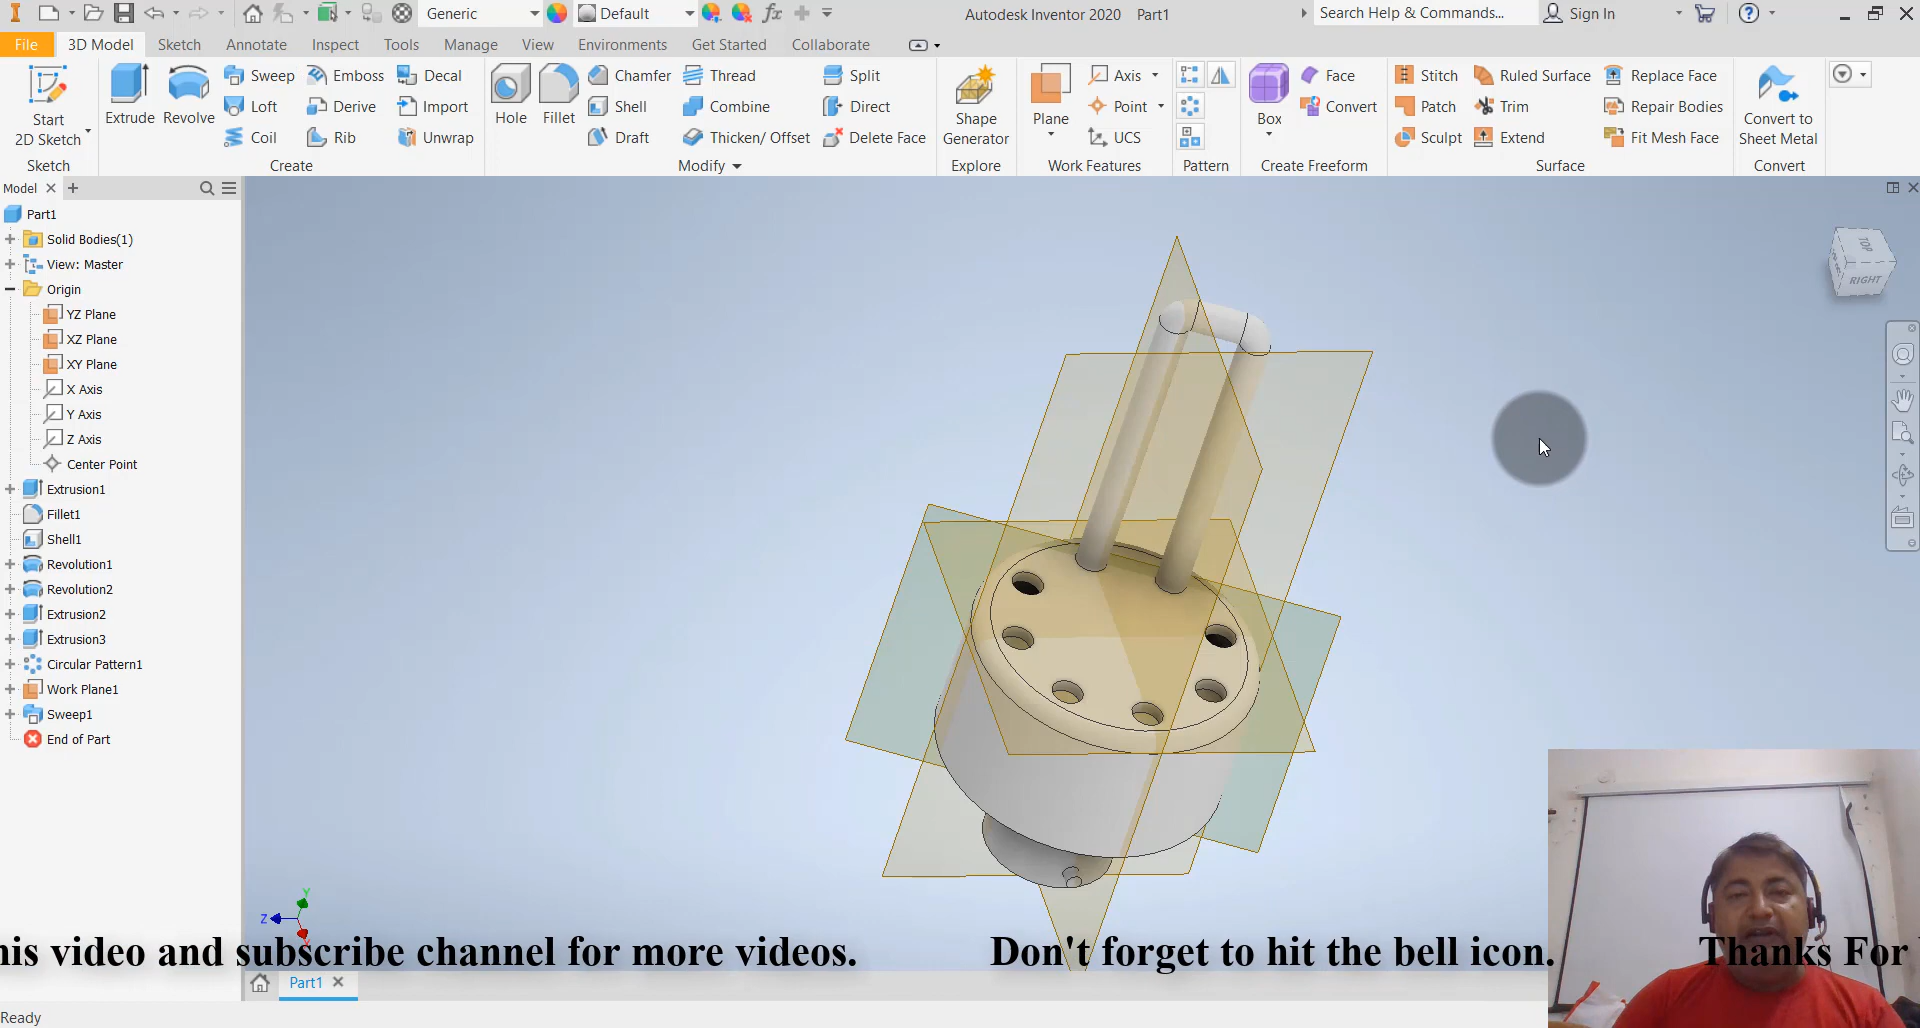 Generic
Default
Autodesk Inventor 2020 Part1
Search Help & Commands...
Sign In
File
3D Model
Sketch
Annotate
Inspect
Tools
Manage
View
Environments
Get Started
Collaborate
Start
2D Sketch
Sketch
Extrude
Revolve
Sweep
Loft
Coil
Emboss
Derive
Rib
Decal
Import
Unwrap
Create
Hole
Fillet
Chamfer
Shell
Draft
Thread
Combine
Thicken/ Offset
Split
Direct
Delete Face
Modify
Shape
Generator
Explore
Plane
Axis
Point
UCS
Work Features
Pattern
Box
Face
Convert
Create Freeform
Stitch
Patch
Sculpt
Ruled Surface
Trim
Extend
Replace Face
Repair Bodies
Fit Mesh Face
Surface
Convert to
Sheet Metal
Convert
Model
Part1
Solid Bodies(1)
View: Master
Origin
YZ Plane
XZ Plane
XY Plane
X Axis
Y Axis
Z Axis
Center Point
Extrusion1
Fillet1
Shell1
Revolution1
Revolution2
Extrusion2
Extrusion3
Circular Pattern1
Work Plane1
Sweep1
End of Part
TOP
RIGHT
Y
Z
his video and subscribe channel for more videos. Don't forget to hit the bell icon. Thanks For
Part1
Ready